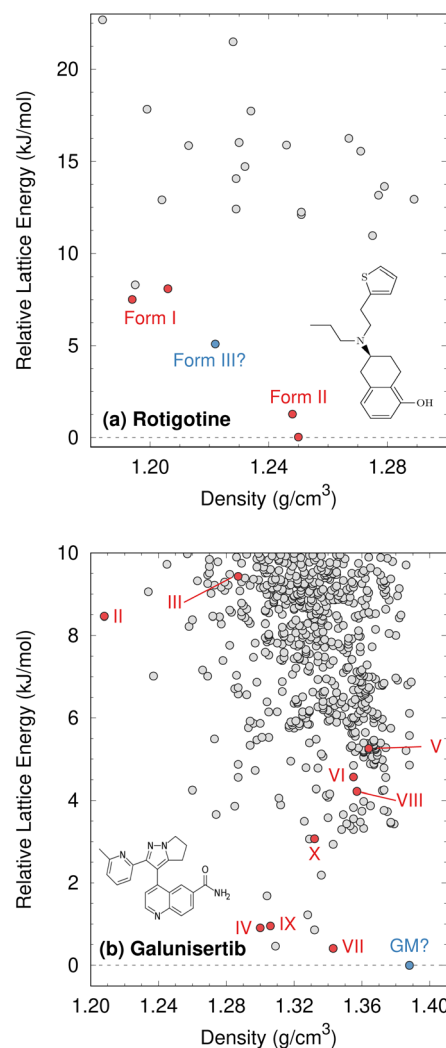 Relative Lattice Energy (kJ/mol)
20
15
10
5
0
Form I
Form III?
Form II
S
N
OH
(a) Rotigotine
1.20
1.24
1.28
Density (g/cm³)
Relative Lattice Energy (kJ/mol)
10
8
6
4
2
0
II
III
V
VI
VIII
X
IV
IX
VII
GM?
N
N
N
O
NH₂
N
(b) Galunisertib
1.20
1.24
1.28
1.32
1.36
1.40
Density (g/cm³)